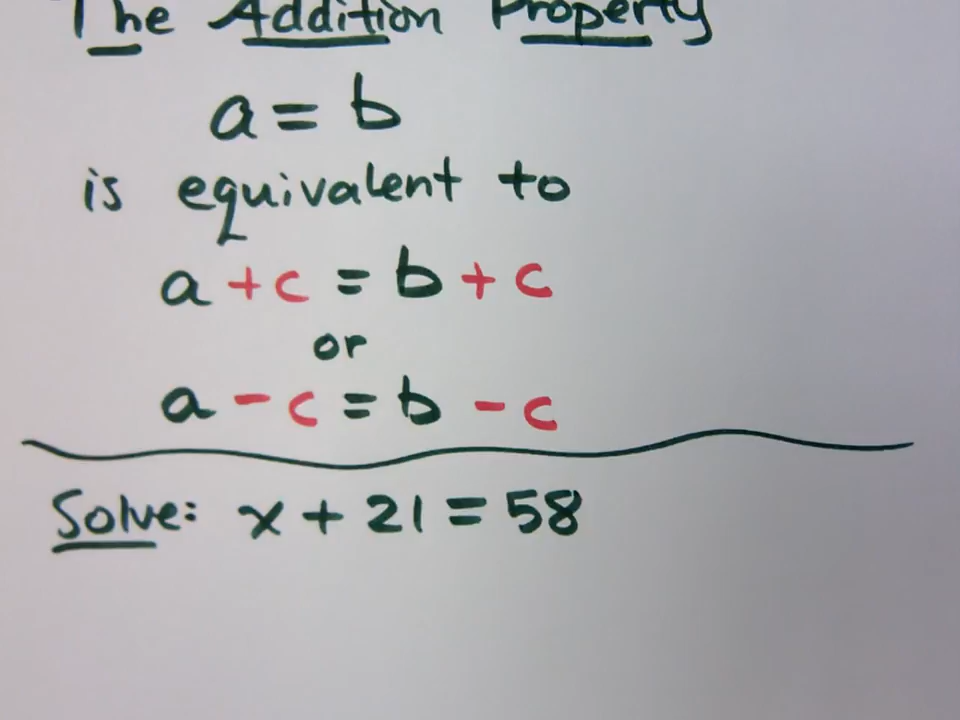 The Addition Property
a = b
is equivalent to
a + c = b + c
or
a - c = b - c
Solve: x + 21 = 58